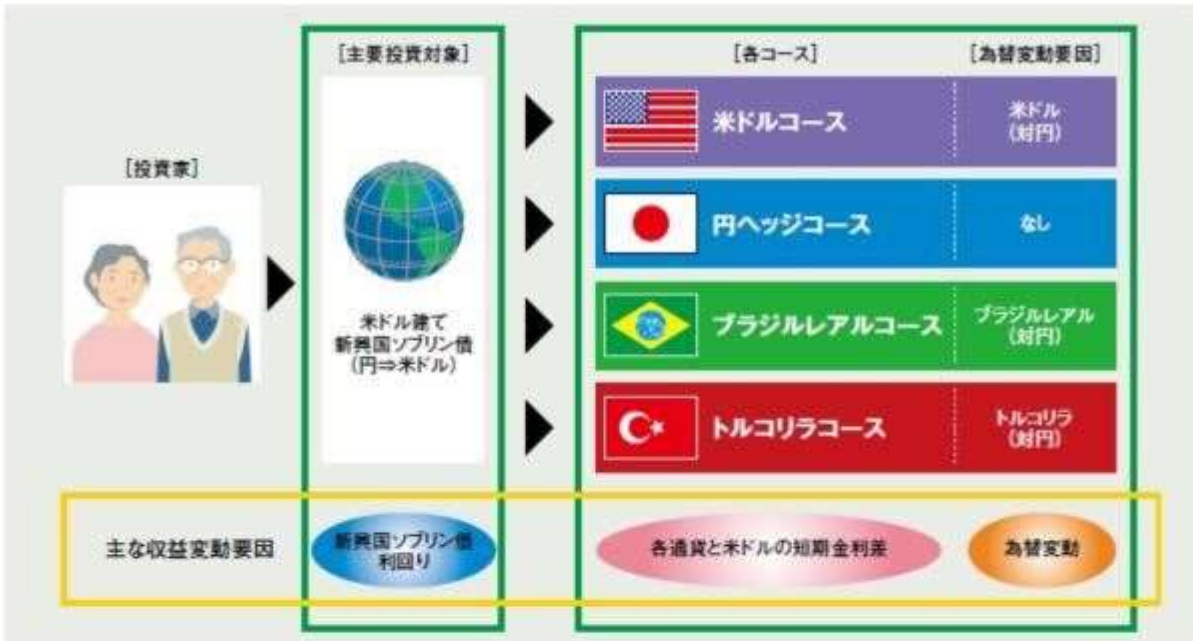 [投資家]
[主要投資対象]
米ドル建て
新興国ソブリン債
(円⇒米ドル)
[各コース]
[為替変動要因]
米ドルコース
米ドル
(対円)
円ヘッジコース
なし
ブラジルレアルコース
ブラジルレアル
(対円)
トルコリラコース
トルコリラ
(対円)
主な収益変動要因
新興国ソブリン債
利回り
各通貨と米ドルの短期金利差
為替変動